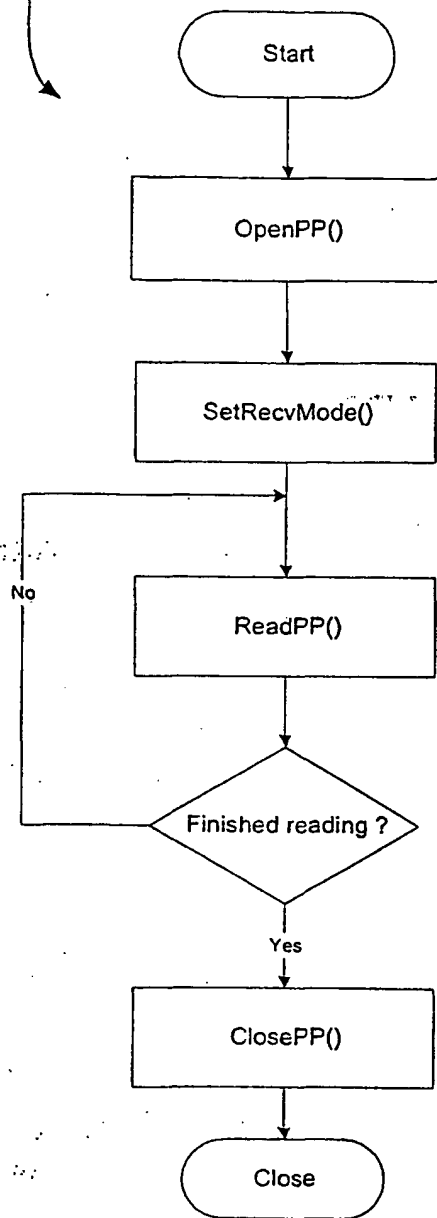 Start
OpenPP()
SetRecvMode()
No
ReadPP()
Finished reading ?
Yes
ClosePP()
Close